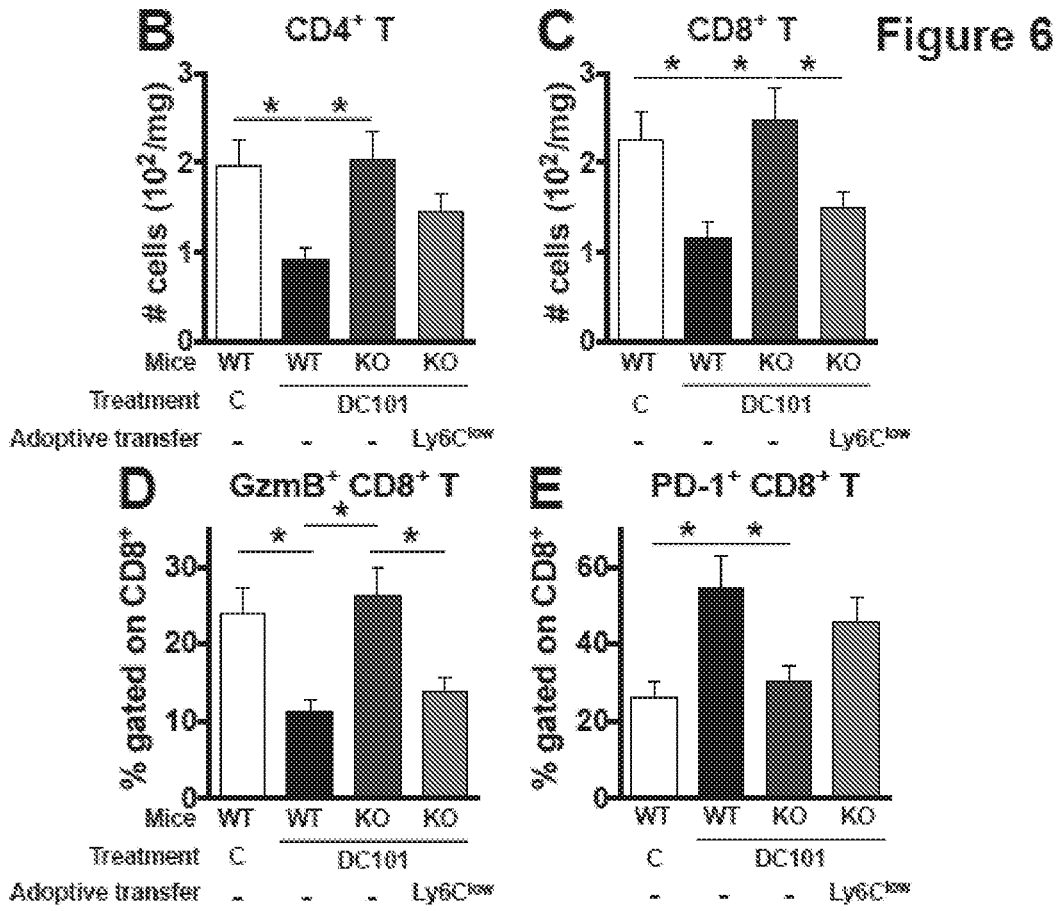 Figure 6
B CD4⁺ T
* *
# cells (10²/mg)
3
2
1
0
Mice WT WT KO KO
Treatment C DC101
Adoptive transfer - - - Ly6Cˡᵒʷ
C CD8⁺ T
* * *
# cells (10²/mg)
3
2
1
0
WT WT KO KO
C DC101
- - - Ly6Cˡᵒʷ
D GzmB⁺ CD8⁺ T
* * *
% gated on CD8⁺
30
20
10
0
Mice WT WT KO KO
Treatment C DC101
Adoptive transfer - - - Ly6Cˡᵒʷ
E PD-1⁺ CD8⁺ T
* *
% gated on CD8⁺
60
40
20
0
WT WT KO KO
C DC101
- - - Ly6Cˡᵒʷ